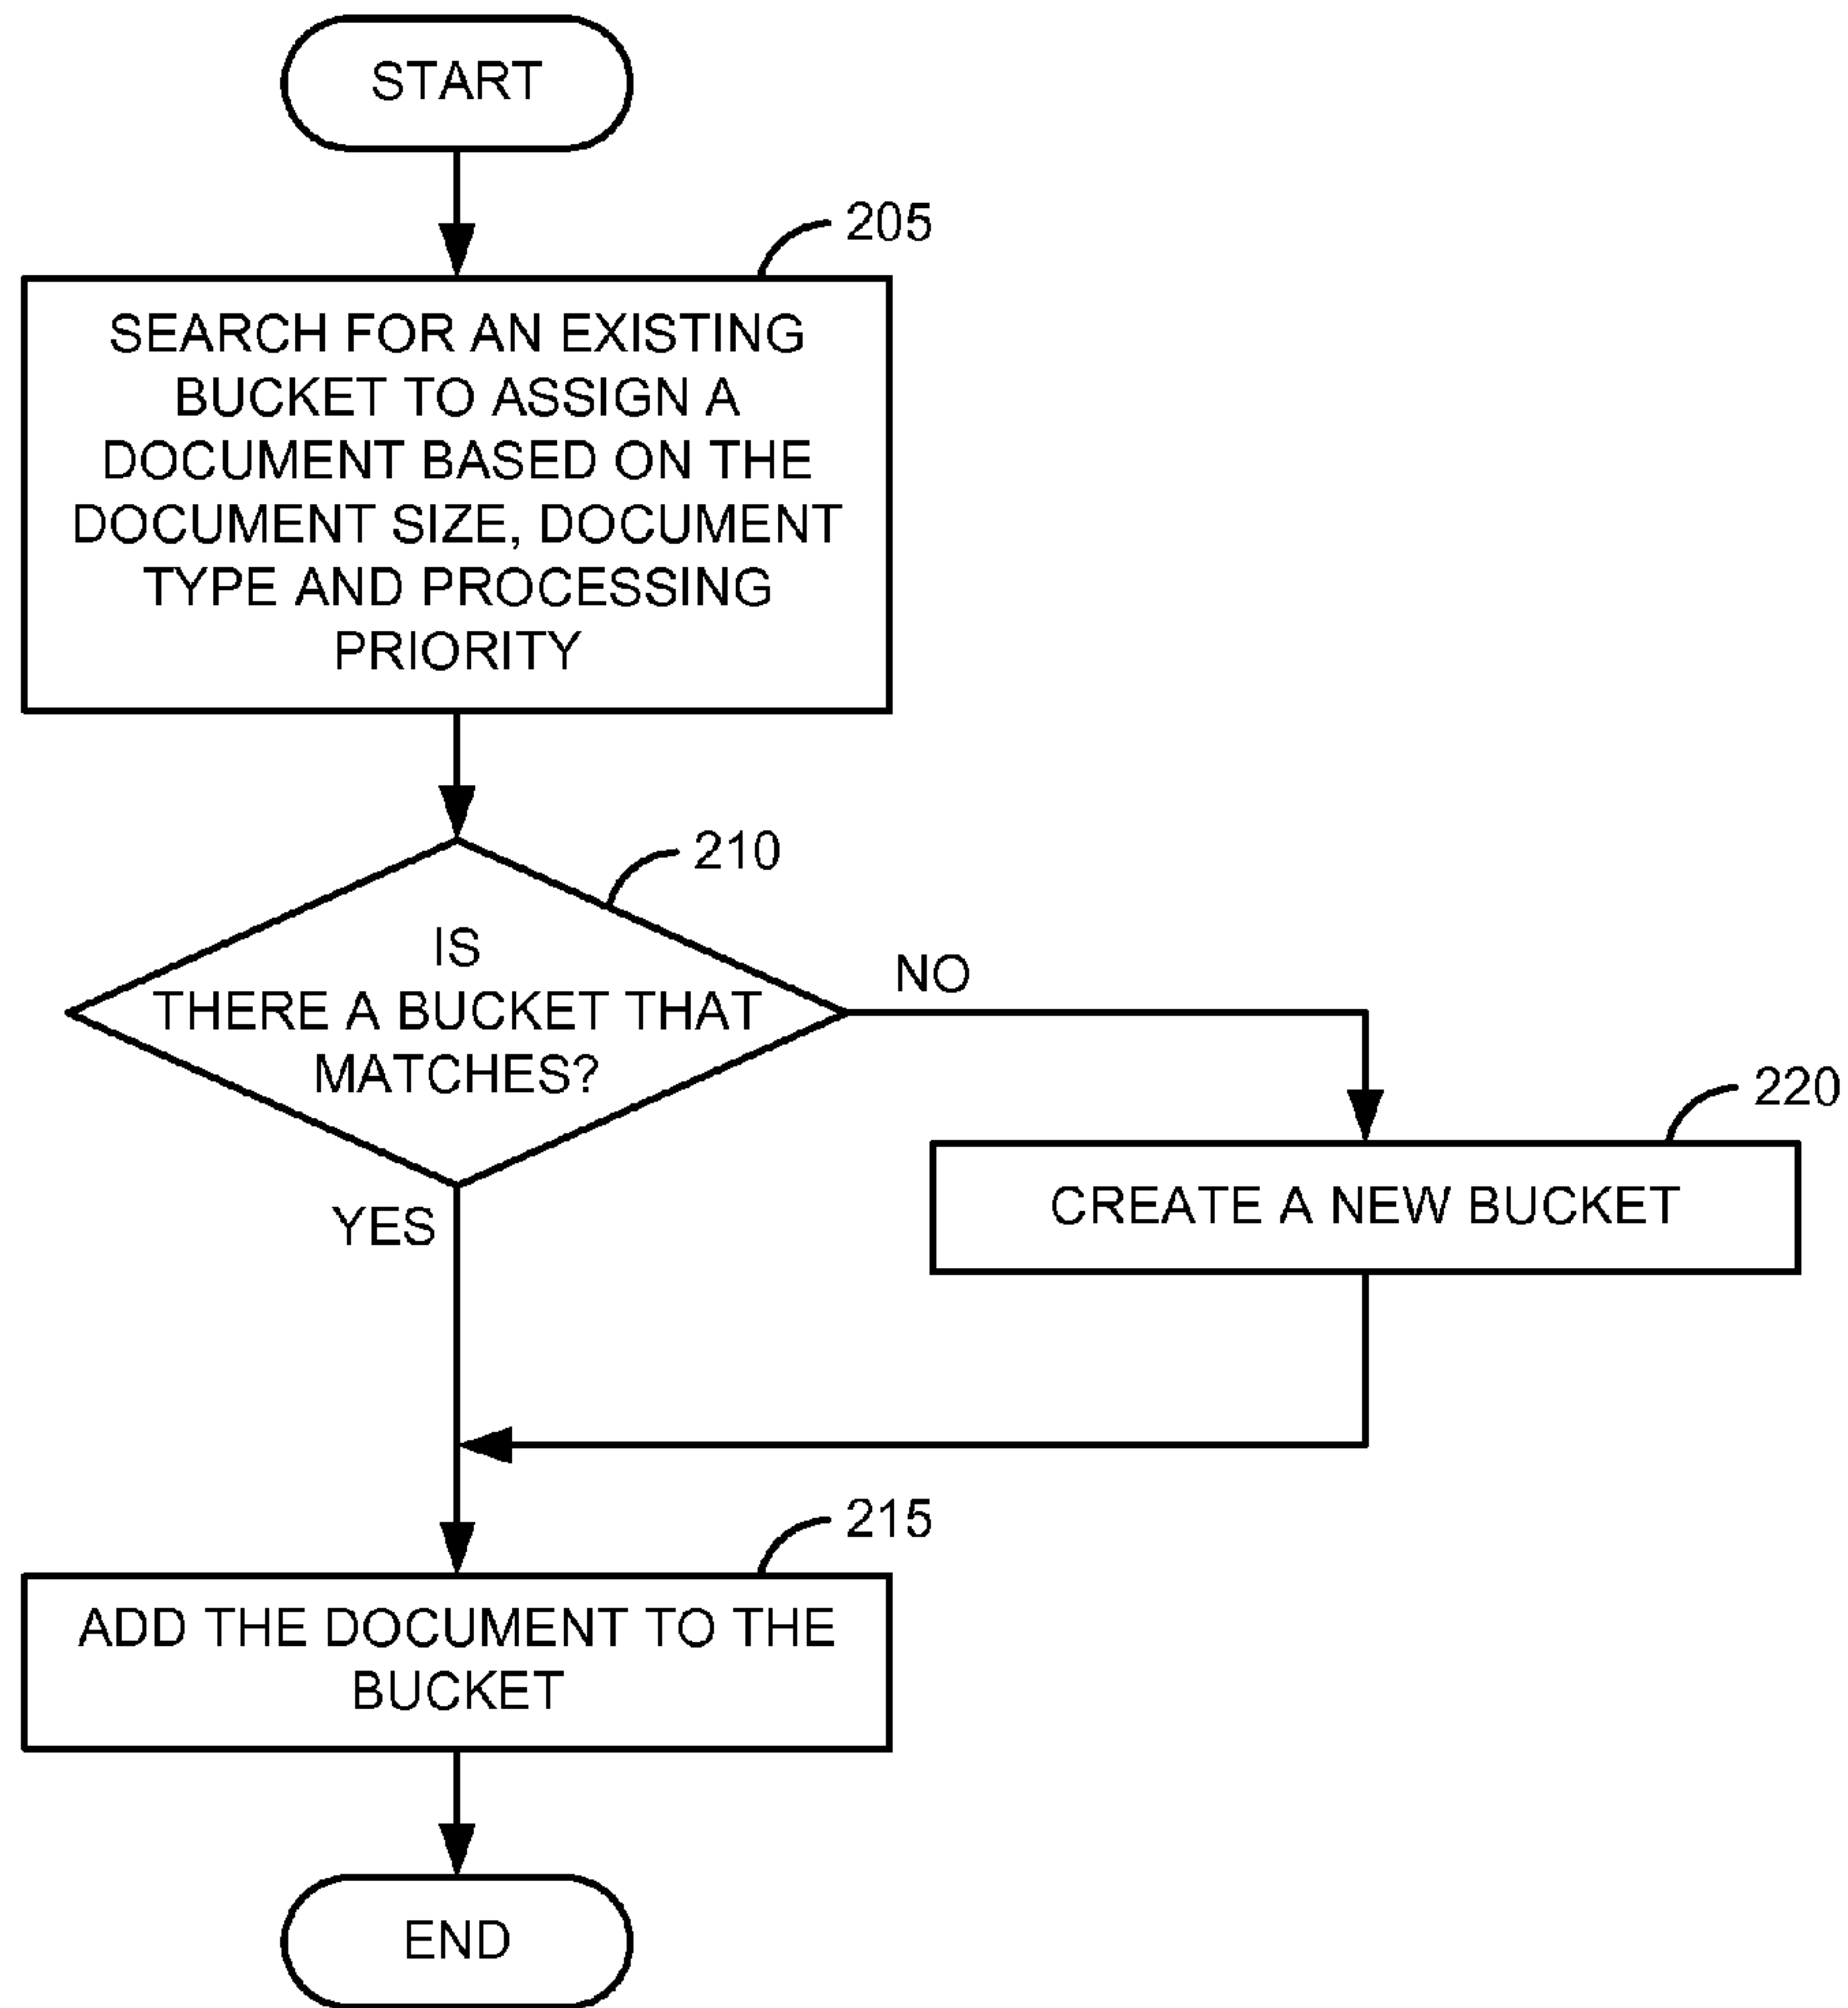 START
205
SEARCH FOR AN EXISTING
BUCKET TO ASSIGN A
DOCUMENT BASED ON THE
DOCUMENT SIZE, DOCUMENT
TYPE AND PROCESSING
PRIORITY
210
IS
THERE A BUCKET THAT
MATCHES?
NO
YES
220
CREATE A NEW BUCKET
215
ADD THE DOCUMENT TO THE
BUCKET
END